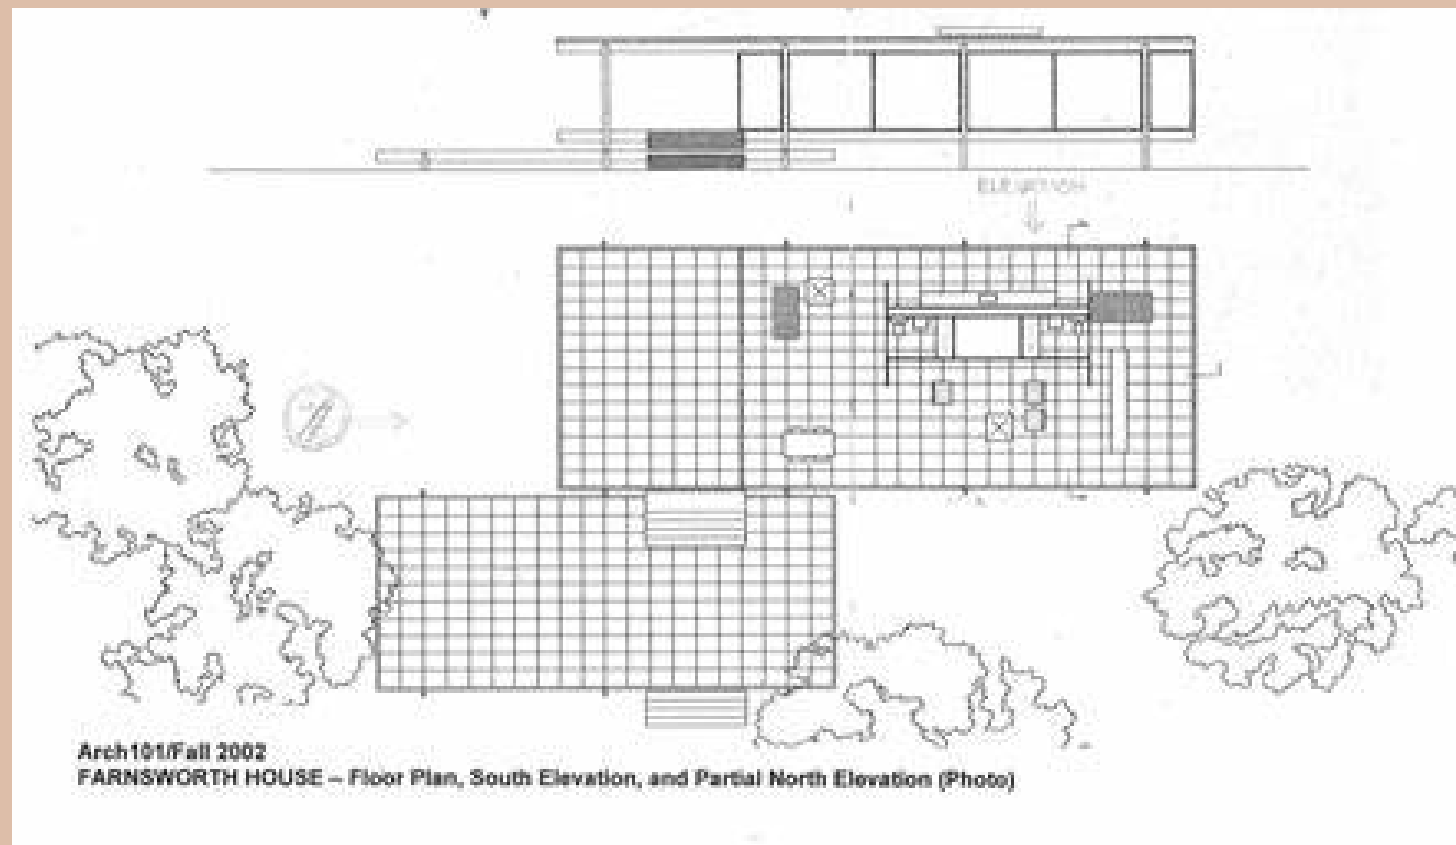 ELEVATION
Arch101/Fall 2002
FARNSWORTH HOUSE – Floor Plan, South Elevation, and Partial North Elevation (Photo)